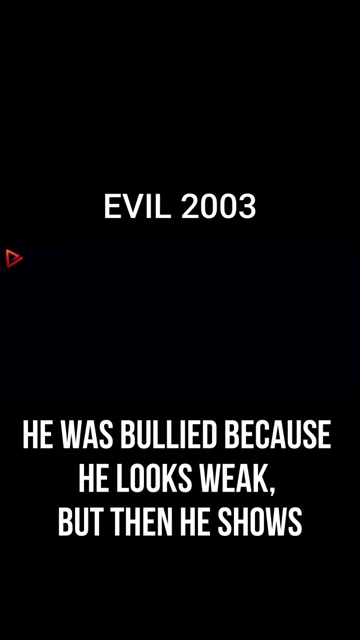 EVIL 2003
HE WAS BULLIED BECAUSE
HE LOOKS WEAK,
BUT THEN HE SHOWS